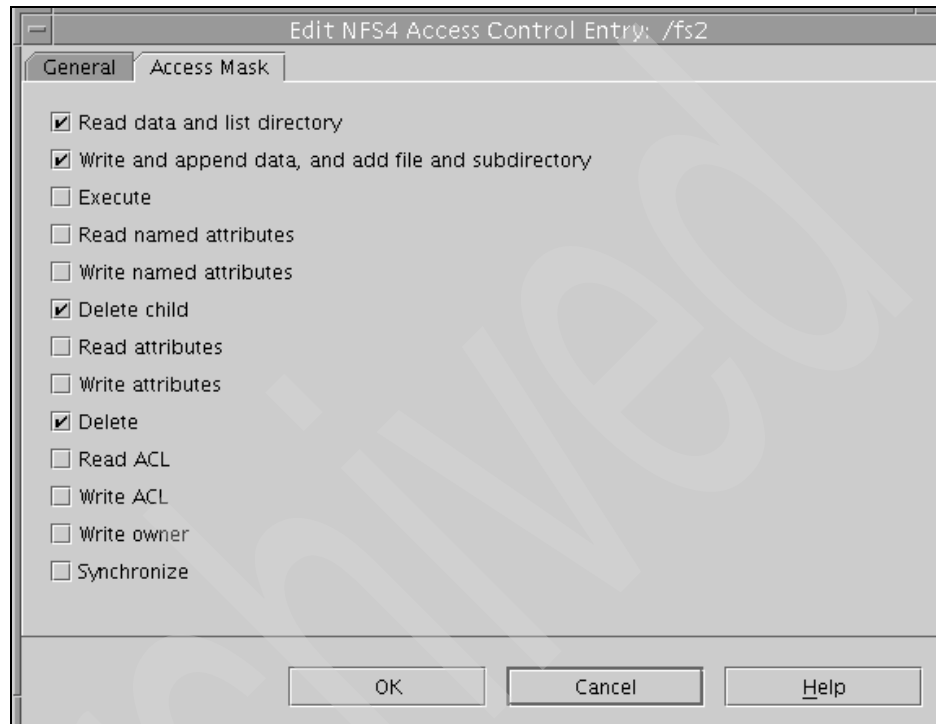 Edit NFS4 Access Control Entry: /fs2
General Access Mask
Read data and list directory
Write and append data, and add file and subdirectory
Execute
Read named attributes
Write named attributes
Delete child
Read attributes
Write attributes
Delete
Read ACL
Write ACL
Write owner
Synchronize
OK Cancel Help